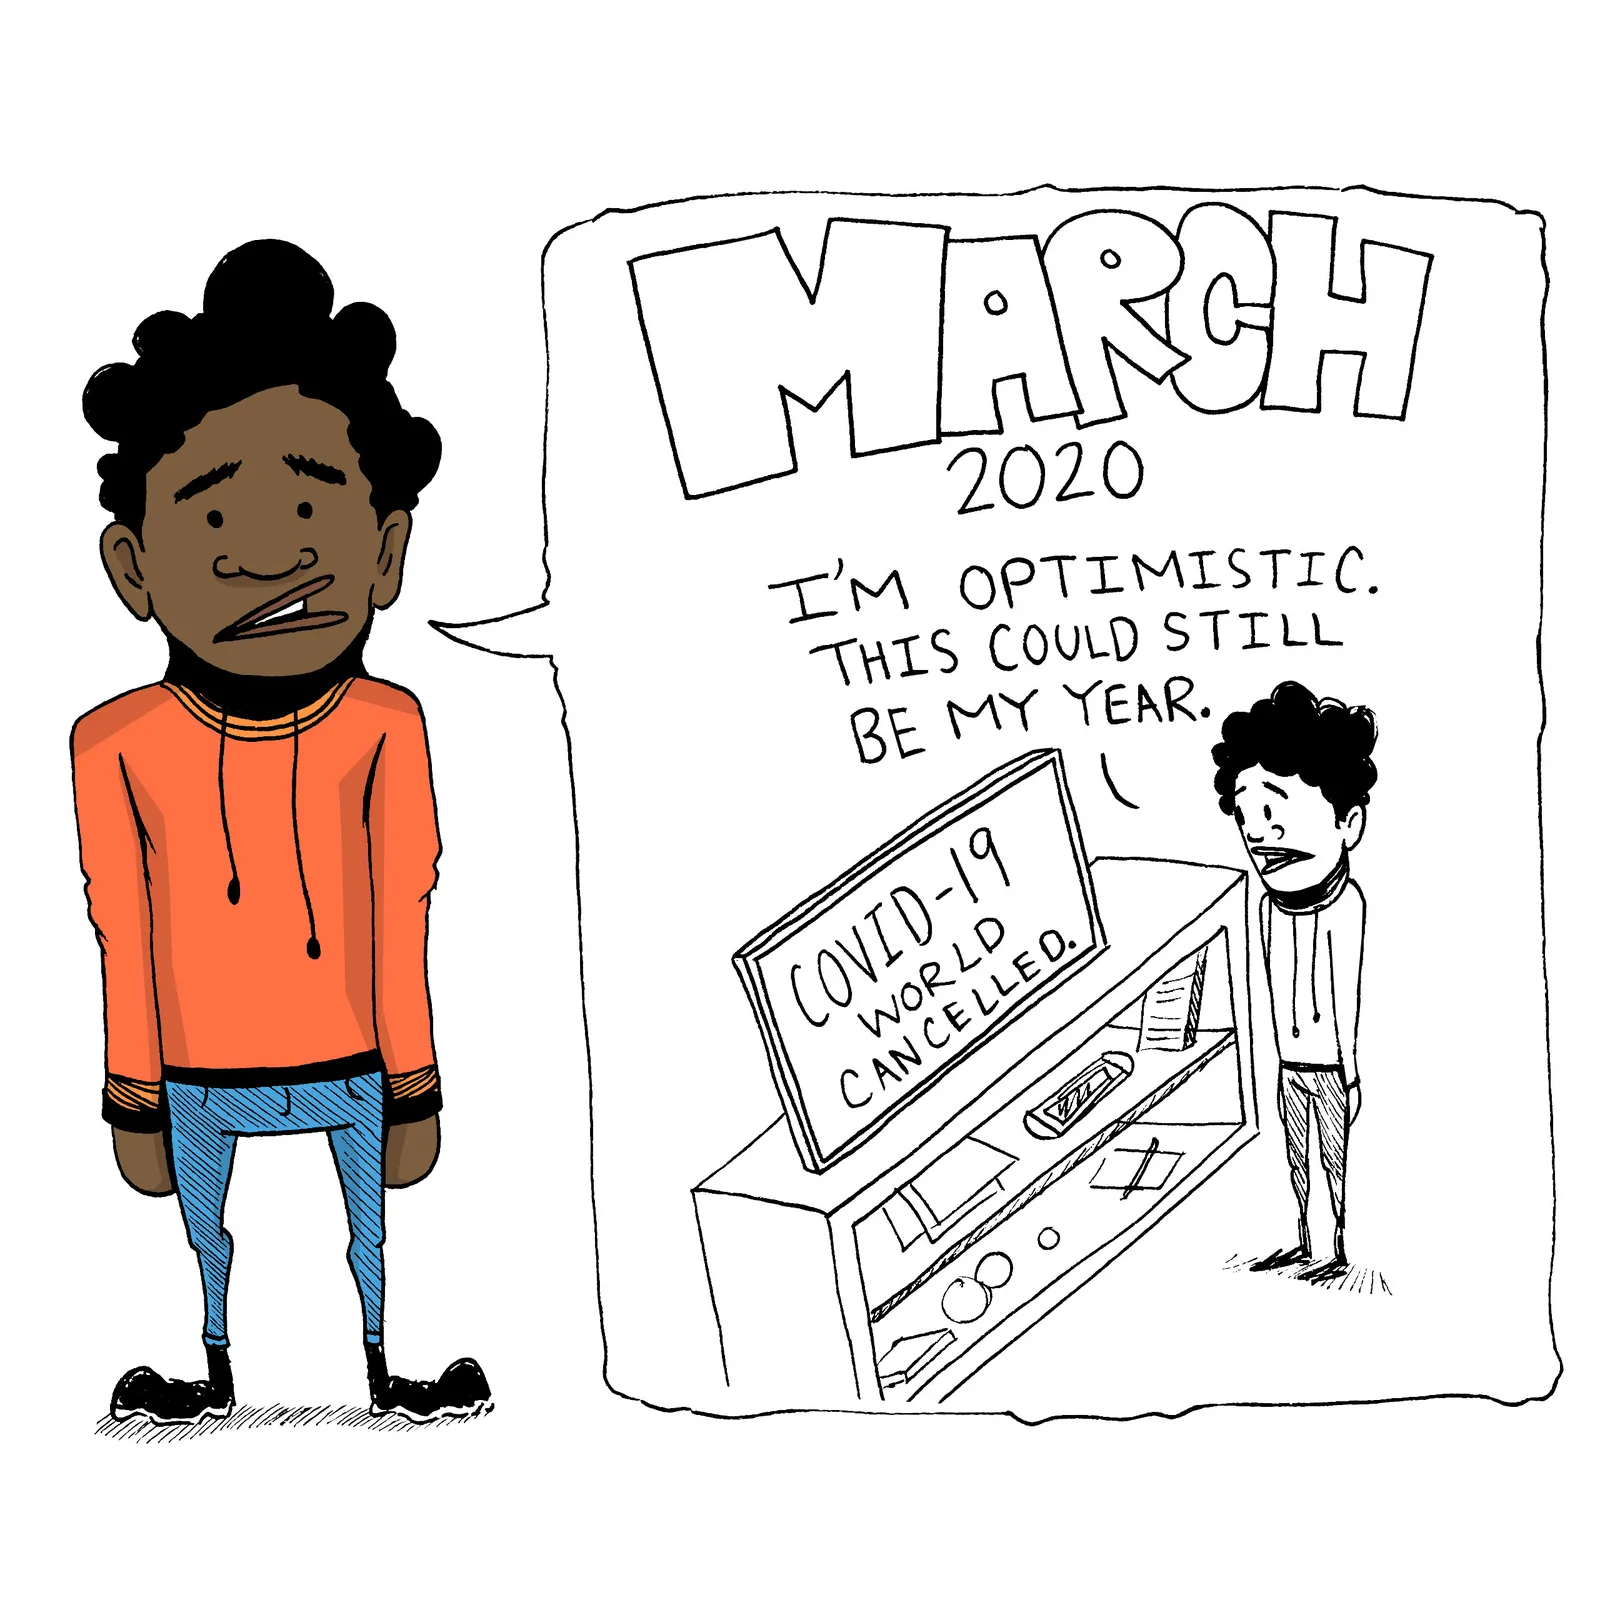 MARCH
2020
I'M OPTIMISTIC.
THIS COULD STILL
BE MY YEAR.
COVID-19
WORLD
CANCELLED.